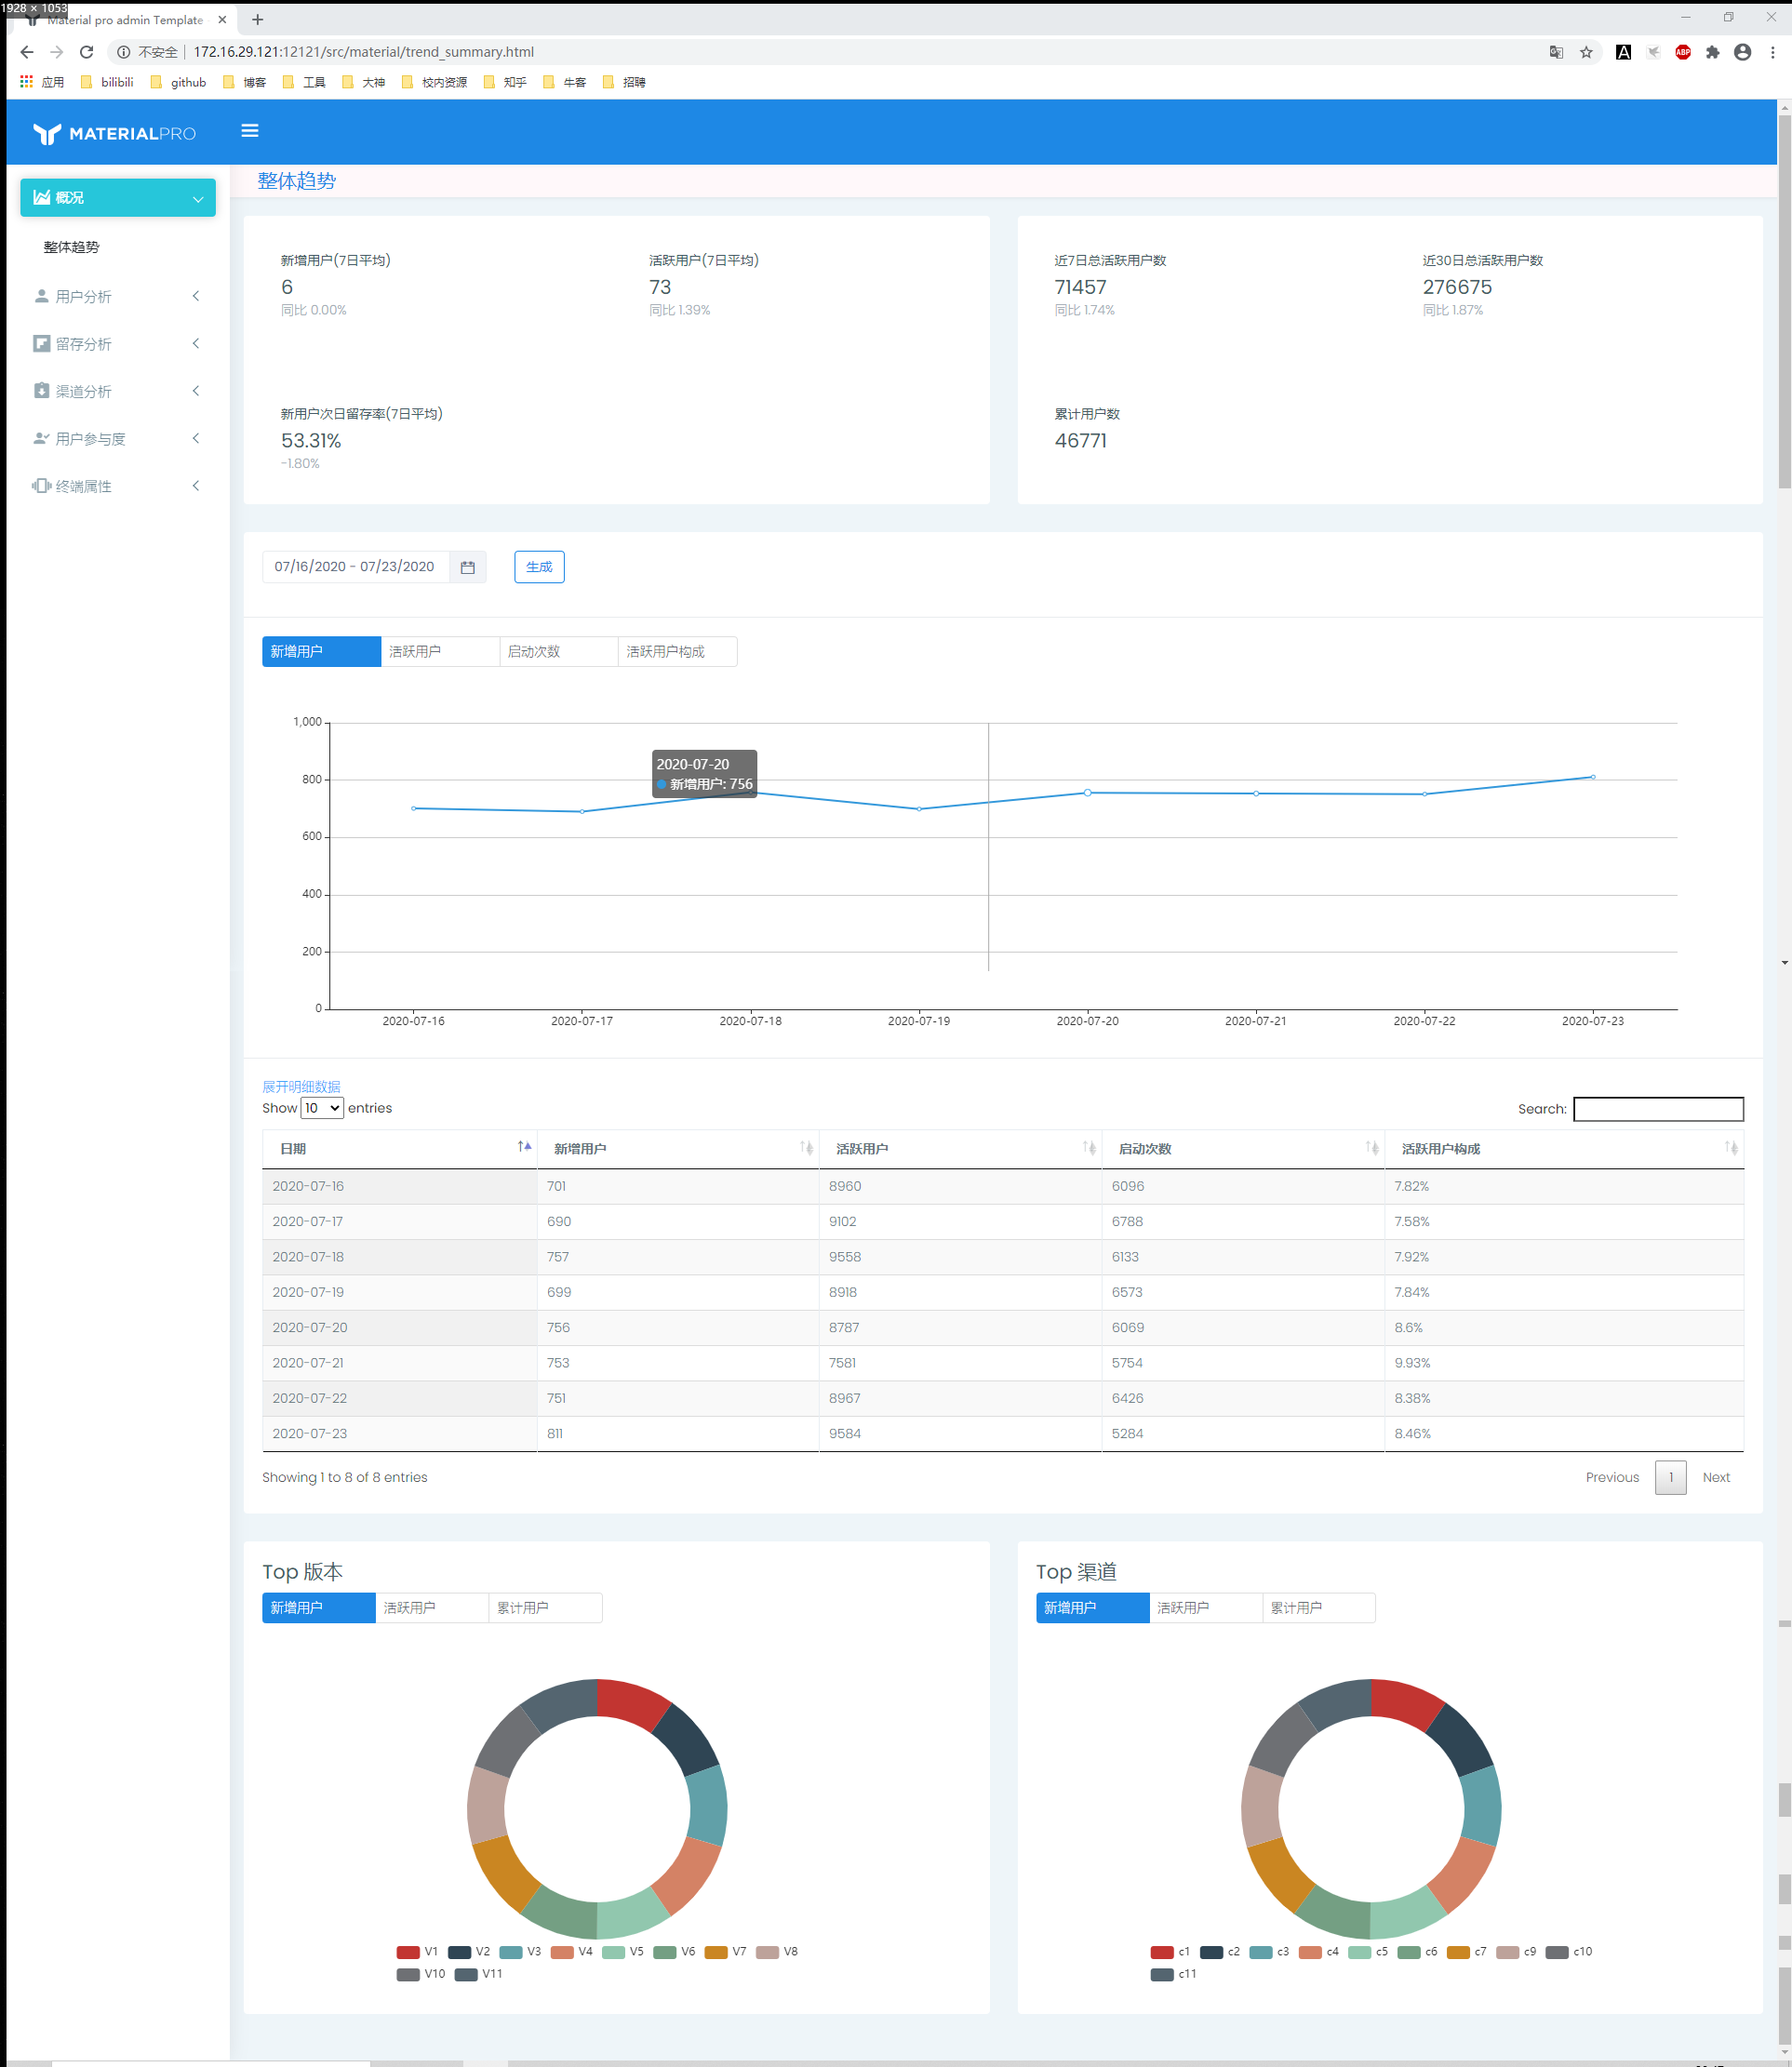 1928 × 1053
Material pro admin Template
不安全 | 172.16.29.121:12121/src/material/trend_summary.html
应用 bilibili github 博客 工具 大神 校内资源 知乎 牛客 招聘
MATERIALPRO
概况
整体趋势
用户分析
留存分析
渠道分析
用户参与度
终端属性
整体趋势
新增用户(7日平均) 活跃用户(7日平均)
6 73
同比 0.00% 同比 1.39%
新用户次日留存率(7日平均)
53.31%
-1.80%
近7日总活跃用户数 近30日总活跃用户数
71457 276675
同比 1.74% 同比 1.87%
累计用户数
46771
07/16/2020 - 07/23/2020 生成
新增用户 活跃用户 启动次数 活跃用户构成
1,000
800
600
400
200
0
2020-07-20
新增用户: 756
2020-07-16 2020-07-17 2020-07-18 2020-07-19 2020-07-20 2020-07-21 2020-07-22 2020-07-23
展开明细数据
Show 10 entries Search:
日期 新增用户 活跃用户 启动次数 活跃用户构成
2020-07-16 701 8960 6096 7.82%
2020-07-17 690 9102 6788 7.58%
2020-07-18 757 9558 6133 7.92%
2020-07-19 699 8918 6573 7.84%
2020-07-20 756 8787 6069 8.6%
2020-07-21 753 7581 5754 9.93%
2020-07-22 751 8967 6426 8.38%
2020-07-23 811 9584 5284 8.46%
Showing 1 to 8 of 8 entries Previous 1 Next
Top 版本
新增用户 活跃用户 累计用户
V1 V2 V3 V4 V5 V6 V7 V8
V10 V11
Top 渠道
新增用户 活跃用户 累计用户
c1 c2 c3 c4 c5 c6 c7 c9 c10
c11